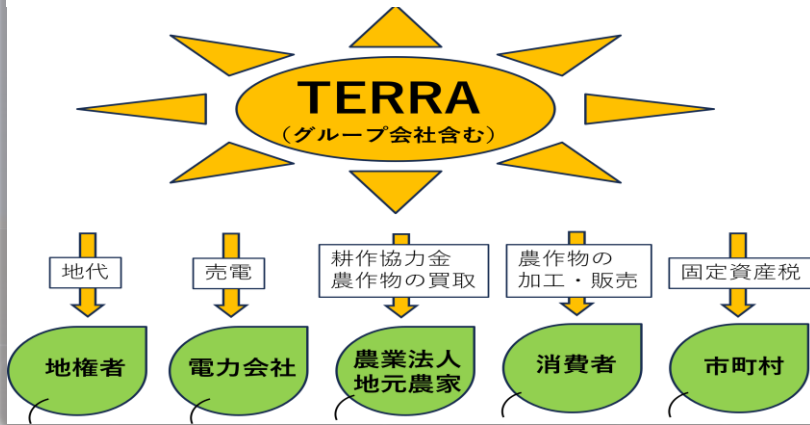 TERRA
(グループ会社含む)
地代
売電
耕作協力金
農作物の買取
農作物の
加工・販売
固定資産税
地権者
電力会社
農業法人
地元農家
消費者
市町村